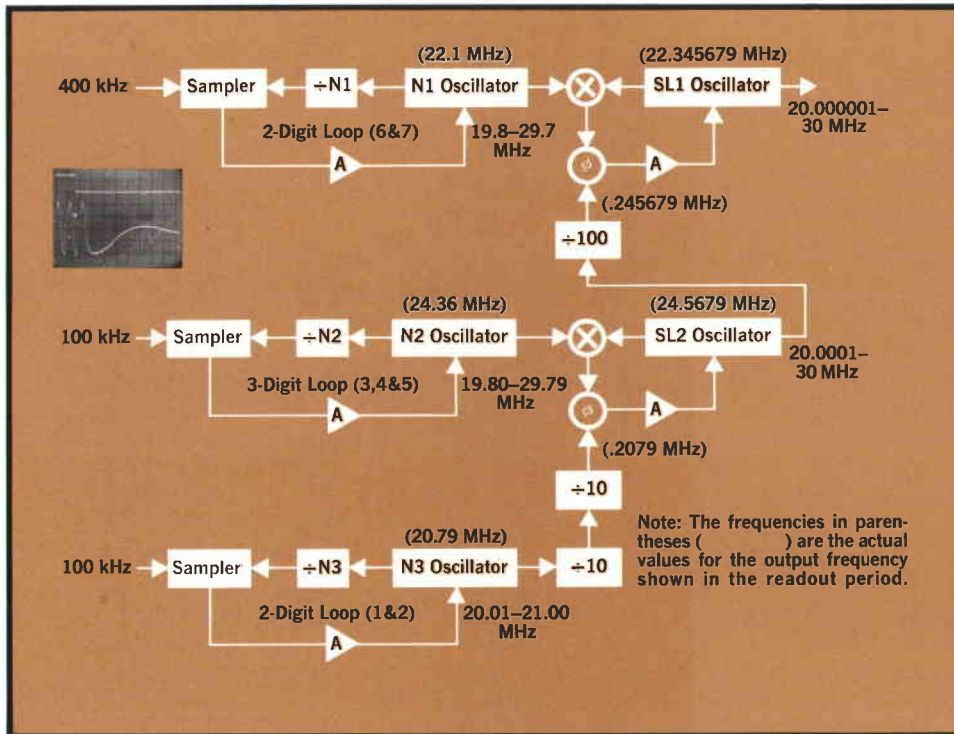 (22.1 MHz)
(22.345679 MHz)
400 kHz
Sampler
÷N1
N1 Oscillator
SL1 Oscillator
2-Digit Loop (6&7)
19.8–29.7
MHz
20.000001–
30 MHz
A
A
ϕ
(.245679 MHz)
÷100
(24.36 MHz)
(24.5679 MHz)
100 kHz
Sampler
÷N2
N2 Oscillator
SL2 Oscillator
3-Digit Loop (3,4&5)
19.80–29.79
MHz
20.0001–
30 MHz
A
A
ϕ
(.2079 MHz)
÷10
(20.79 MHz)
100 kHz
Sampler
÷N3
N3 Oscillator
÷10
2-Digit Loop (1&2)
20.01–21.00
MHz
A
Note: The frequencies in paren-
theses ( ) are the actual
values for the output frequency
shown in the readout period.